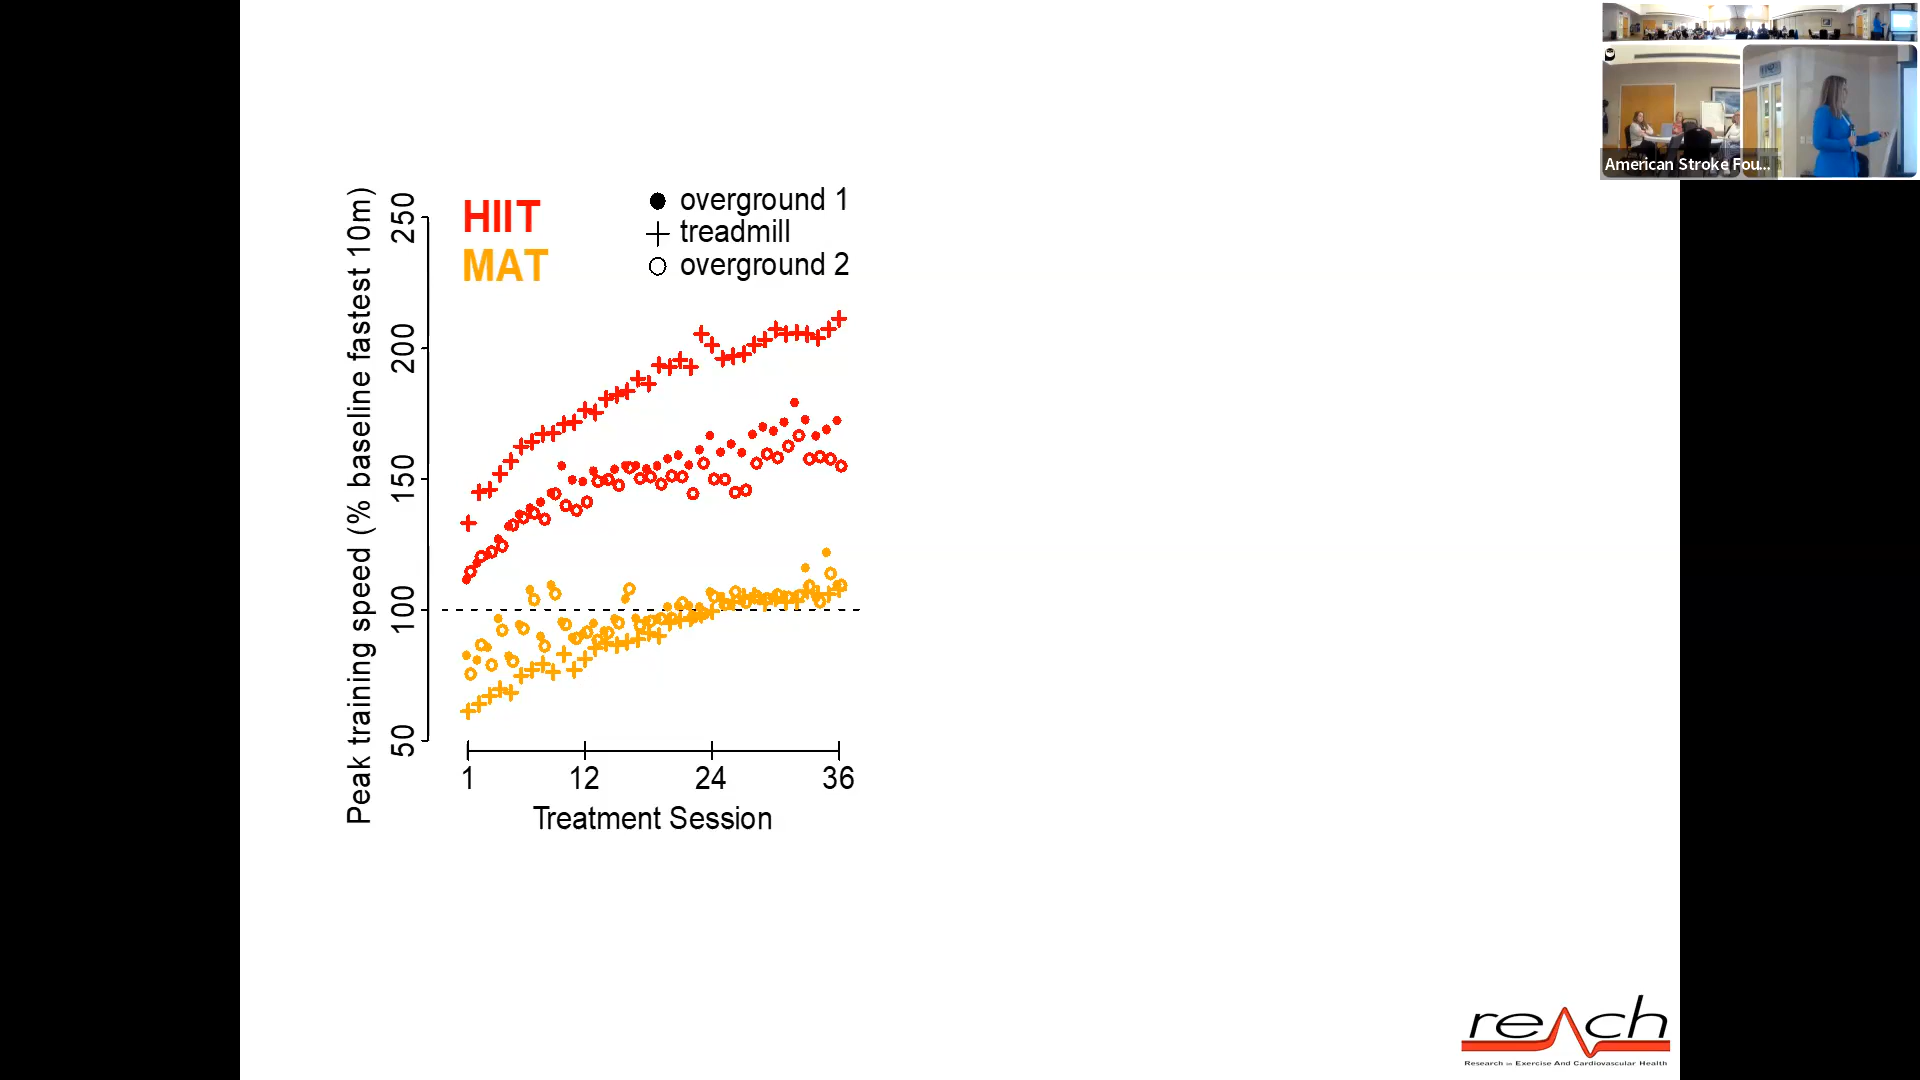 American Stroke Fou...
HIIT
MAT
overground 1
treadmill
overground 2
Peak training speed (% baseline fastest 10m)
250
200
150
100
50
1 12 24 36
Treatment Session
reach
Research in Exercise And Cardiovascular Health